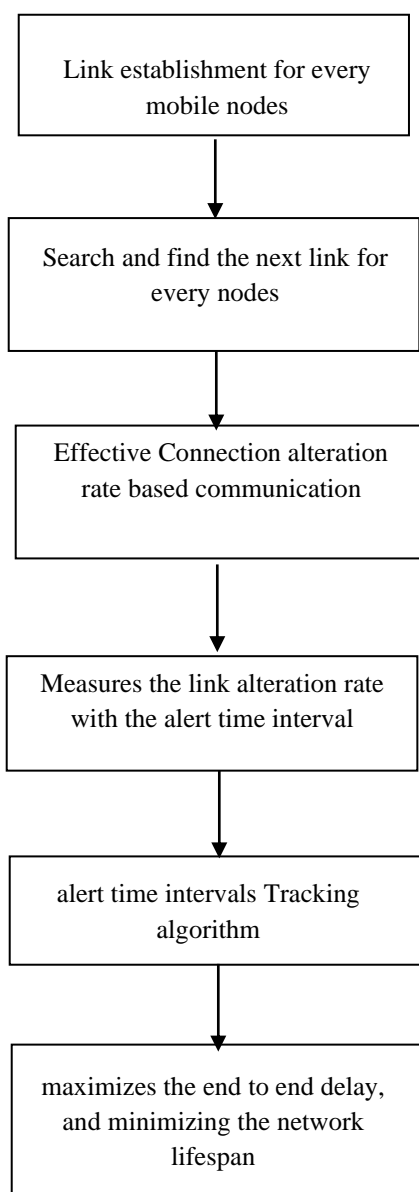 Link establishment for every
mobile nodes
Search and find the next link for
every nodes
Effective Connection alteration
rate based communication
Measures the link alteration rate
with the alert time interval
alert time intervals Tracking
algorithm
maximizes the end to end delay,
and minimizing the network
lifespan